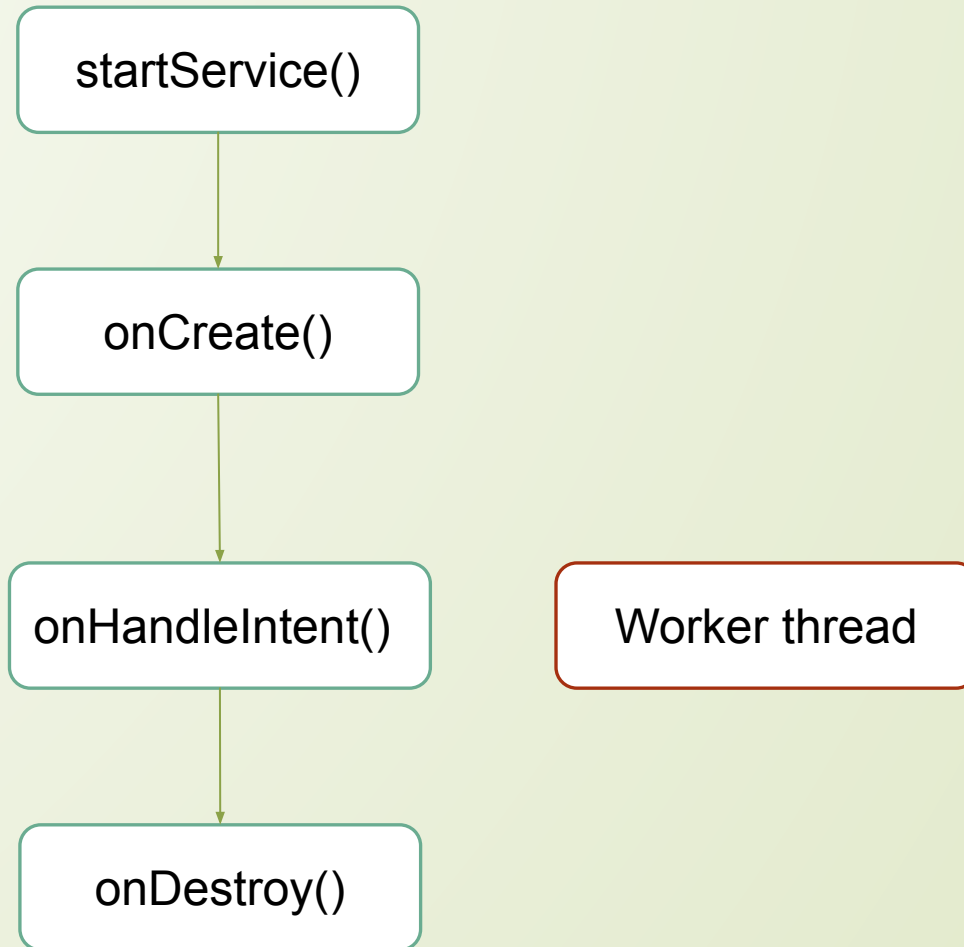 startService()
onCreate()
onHandleIntent()
Worker thread
onDestroy()